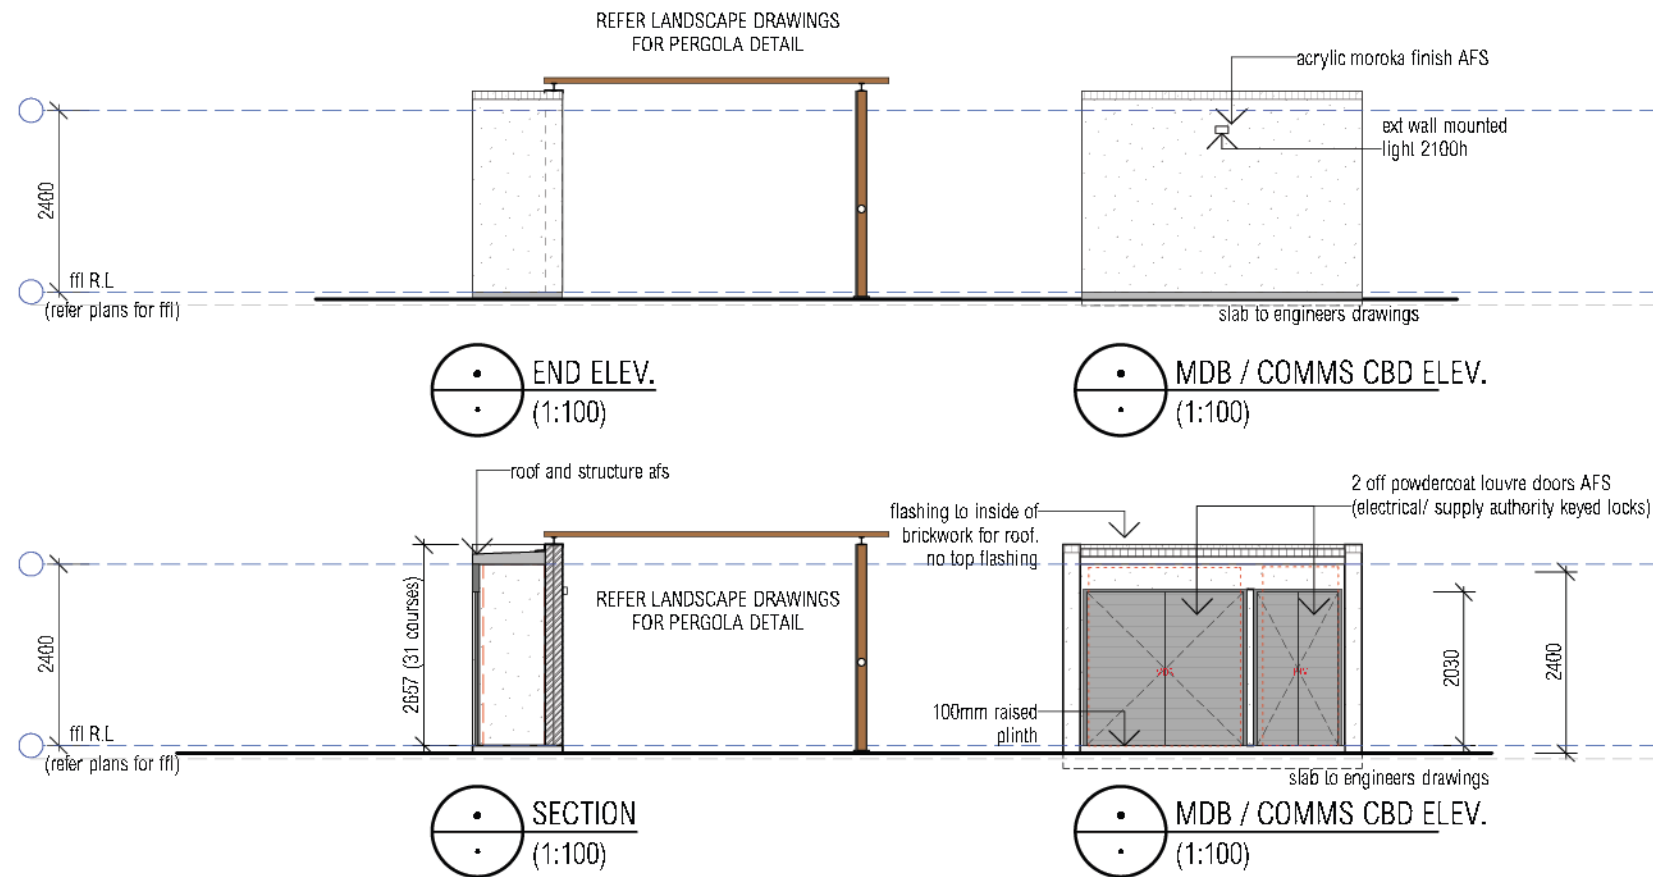 REFER LANDSCAPE DRAWINGS
FOR PERGOLA DETAIL
acrylic moroka finish AFS
ext wall mounted
light 2100h
2400
ffl R.L
(refer plans for ffl)
slab to engineers drawings
END ELEV.
(1:100)
MDB / COMMS CBD ELEV.
(1:100)
roof and structure afs
2 off powdercoat louvre doors AFS
(electrical/ supply authority keyed locks)
flashing to inside of
brickwork for roof.
no top flashing
REFER LANDSCAPE DRAWINGS
FOR PERGOLA DETAIL
2400
2657 (31 courses)
2030
2400
100mm raised
plinth
ffl R.L
(refer plans for ffl)
slab to engineers drawings
SECTION
(1:100)
MDB / COMMS CBD ELEV.
(1:100)